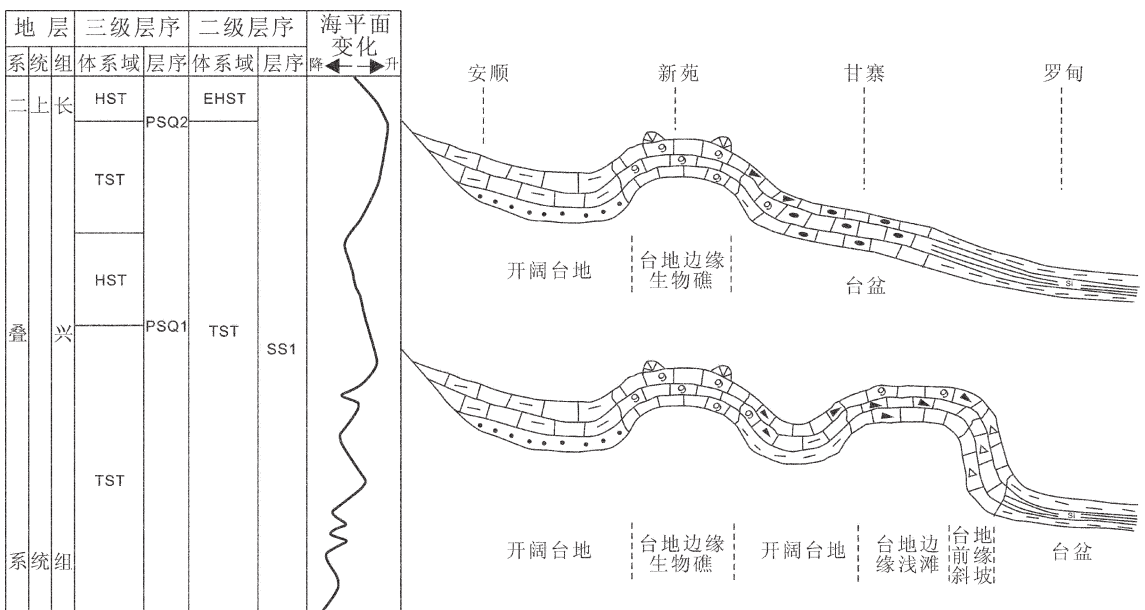 地 层 三级层序 二级层序 海平面变化
系 统 组 体系域 层序 体系域 层序 降 升
二 上 长 HST EHST
PSQ2
TST
HST
叠 兴 PSQ1 TST SS1
TST
系 统 组
安顺 新苑 甘寨 罗甸
Si
开阔台地 台地边缘生物礁 台盆
Si
开阔台地 台地边缘生物礁 开阔台地 台地边缘浅滩 台地前缘斜坡 台盆